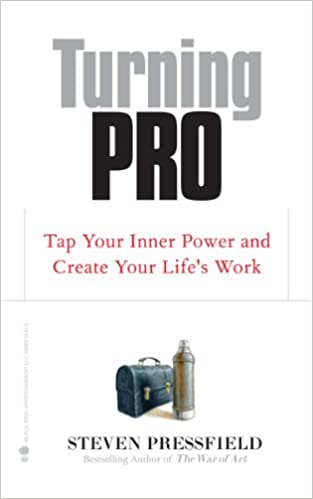 Turning
PRO
Tap Your Inner Power and
Create Your Life's Work
STEVEN PRESSFIELD
Bestselling Author of The War of Art